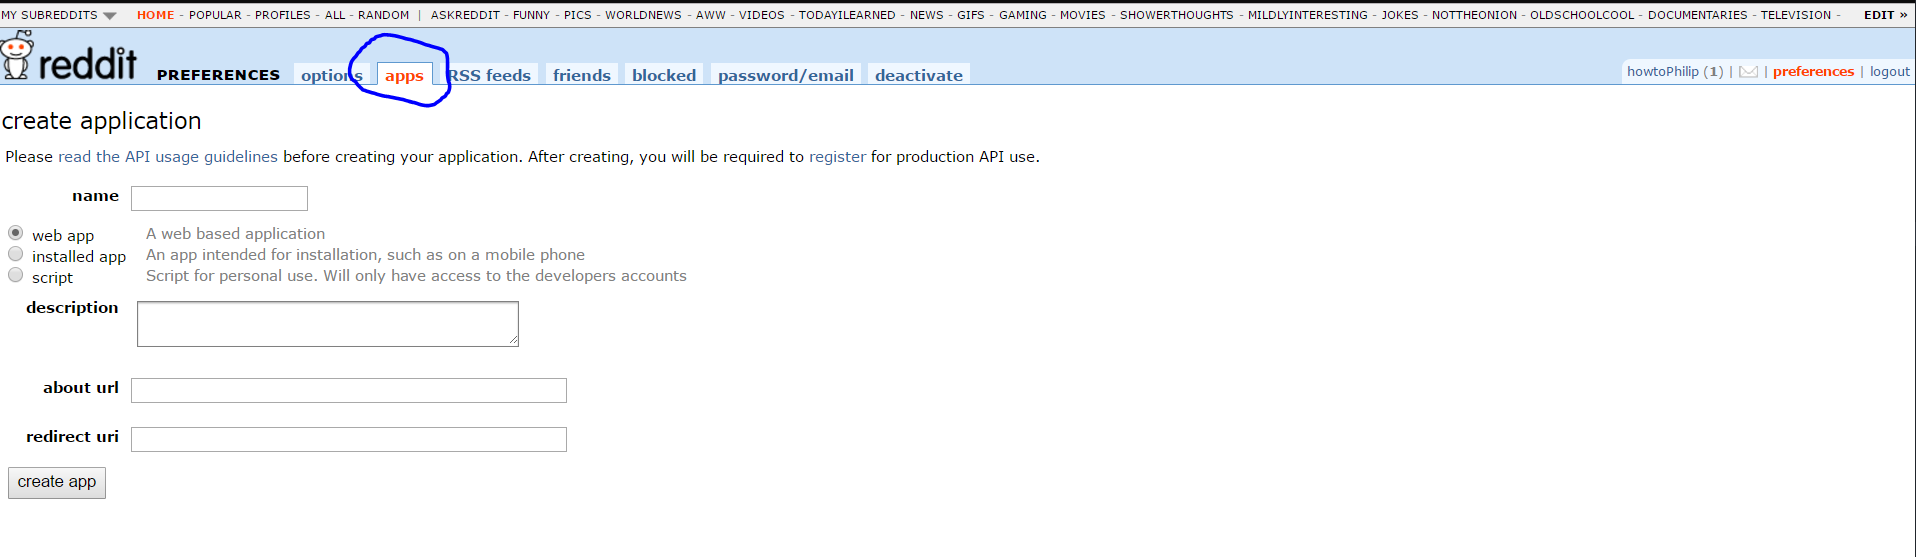 MY SUBREDDITS HOME - POPULAR - PROFILES - ALL - RANDOM | ASKREDDIT - FUNNY - PICS - WORLDNEWS - AWW - VIDEOS - TODAYILEARNED - NEWS - GIFS - GAMING - MOVIES - SHOWERTHOUGHTS - MILDLYINTERESTING - JOKES - NOTTHEONION - OLDSCHOOLCOOL - DOCUMENTARIES - TELEVISION - EDIT »
reddit PREFERENCES options apps RSS feeds friends blocked password/email deactivate howtoPhilip (1) | | preferences | logout
create application
Please read the API usage guidelines before creating your application. After creating, you will be required to register for production API use.
name
web app A web based application
installed app An app intended for installation, such as on a mobile phone
script Script for personal use. Will only have access to the developers accounts
description
about url
redirect uri
create app